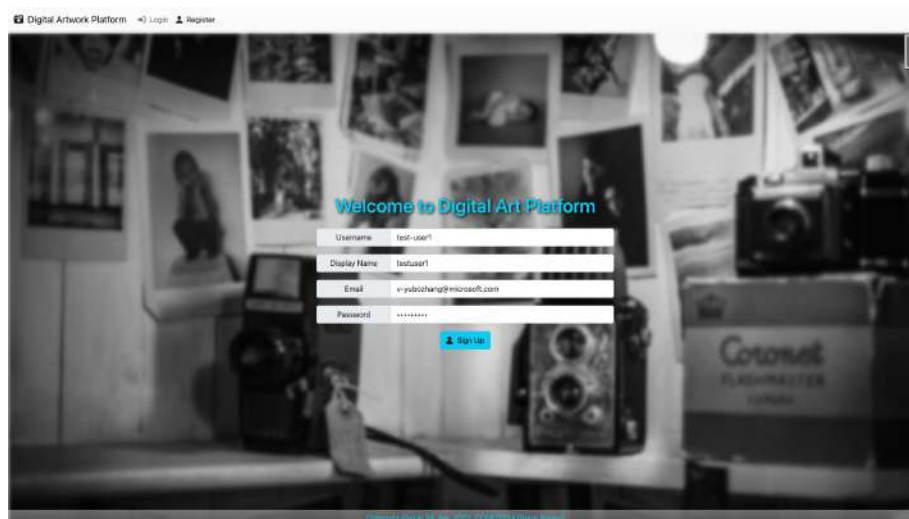 Digital Artwork Platform Login Register
Welcome to Digital Art Platform
Username test-user1
Display Name testuser1
Email v-yubozhang@microsoft.com
Password •••••••••
Sign Up
Coronet
FLASHMASTER
CAMERA